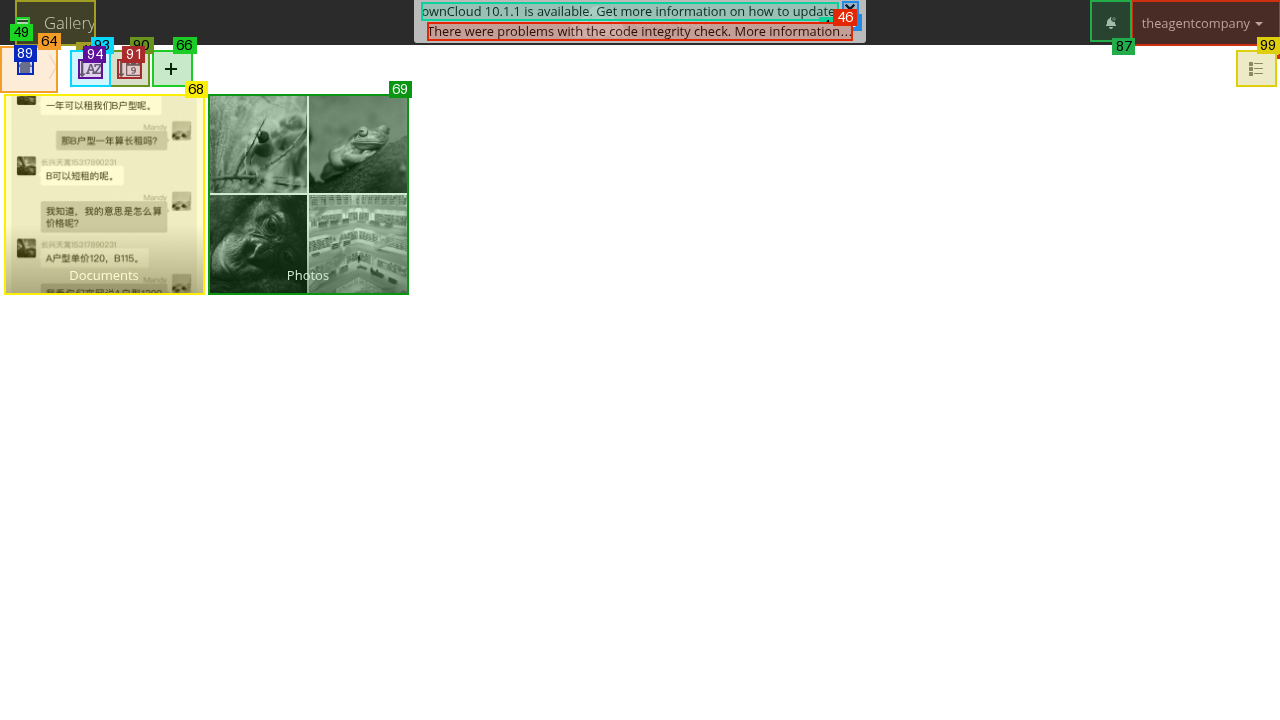 Gallery
ownCloud 10.1.1 is available. Get more information on how to update.
There were problems with the code integrity check. More information…
theagentcompany
49
64
89
93
94
90
91
66
46
87
99
68
69
一年可以租我们B户型呢。
Mandy
那B户型一年算长租吗?
长兴天寓15317890231
B可以短租的呢。
Mandy
我知道,我的意思是怎么算
价格呢?
长兴天寓15317890231
A户型单价120,B115。
Mandy
Documents
Photos